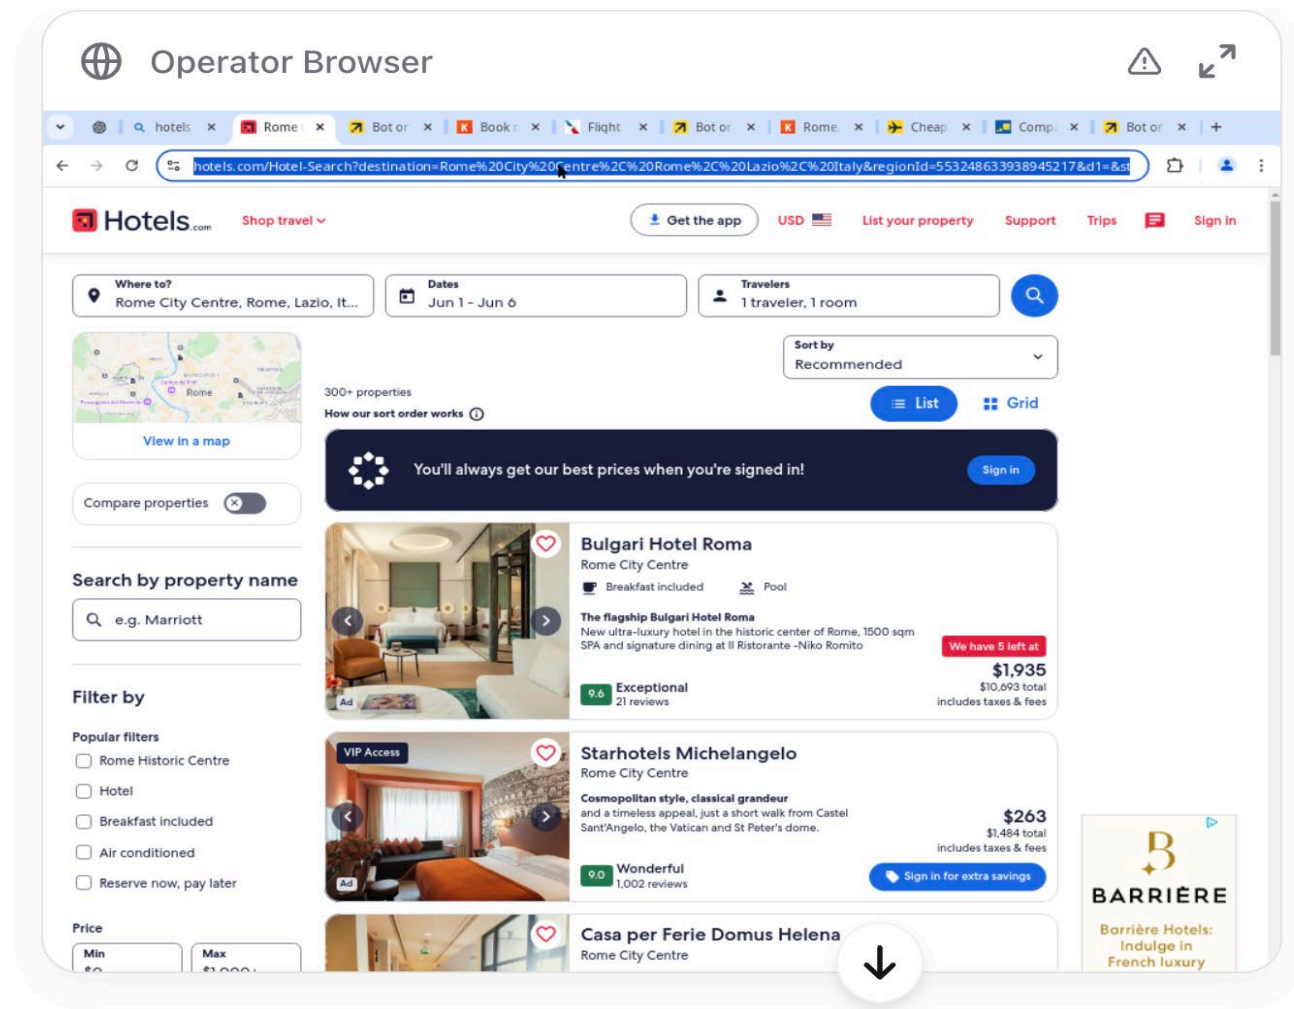 Operator Browser
hotels
Rome
Bot or
Book r
Flight
Bot or
Rome,
Cheap
Comp
Bot or
hotels.com/Hotel-Search?destination=Rome%20City%20Centre%2C%20Rome%2C%20Lazio%2C%20Italy&regionId=553248633938945217&d1=&st
Hotels.com
Shop travel
Get the app
USD
List your property
Support
Trips
Sign in
Where to?
Rome City Centre, Rome, Lazio, It...
Dates
Jun 1 - Jun 6
Travelers
1 traveler, 1 room
Sort by
Recommended
Rome
View in a map
300+ properties
How our sort order works
List
Grid
You'll always get our best prices when you're signed in!
Sign in
Compare properties
Search by property name
e.g. Marriott
Filter by
Popular filters
Rome Historic Centre
Hotel
Breakfast included
Air conditioned
Reserve now, pay later
Price
Min
Max
Bulgari Hotel Roma
Rome City Centre
Breakfast included
Pool
The flagship Bulgari Hotel Roma
New ultra-luxury hotel in the historic center of Rome, 1500 sqm
SPA and signature dining at Il Ristorante -Niko Romito
We have 5 left at
$1,935
$10,693 total
includes taxes & fees
9.6
Exceptional
21 reviews
Ad
VIP Access
Starhotels Michelangelo
Rome City Centre
Cosmopolitan style, classical grandeur
and a timeless appeal, just a short walk from Castel
Sant'Angelo, the Vatican and St Peter's dome.
$263
$1,484 total
includes taxes & fees
9.0
Wonderful
1,002 reviews
Sign in for extra savings
Ad
Casa per Ferie Domus Helena
Rome City Centre
B
BARRIÈRE
Barrière Hotels:
Indulge in
French luxury